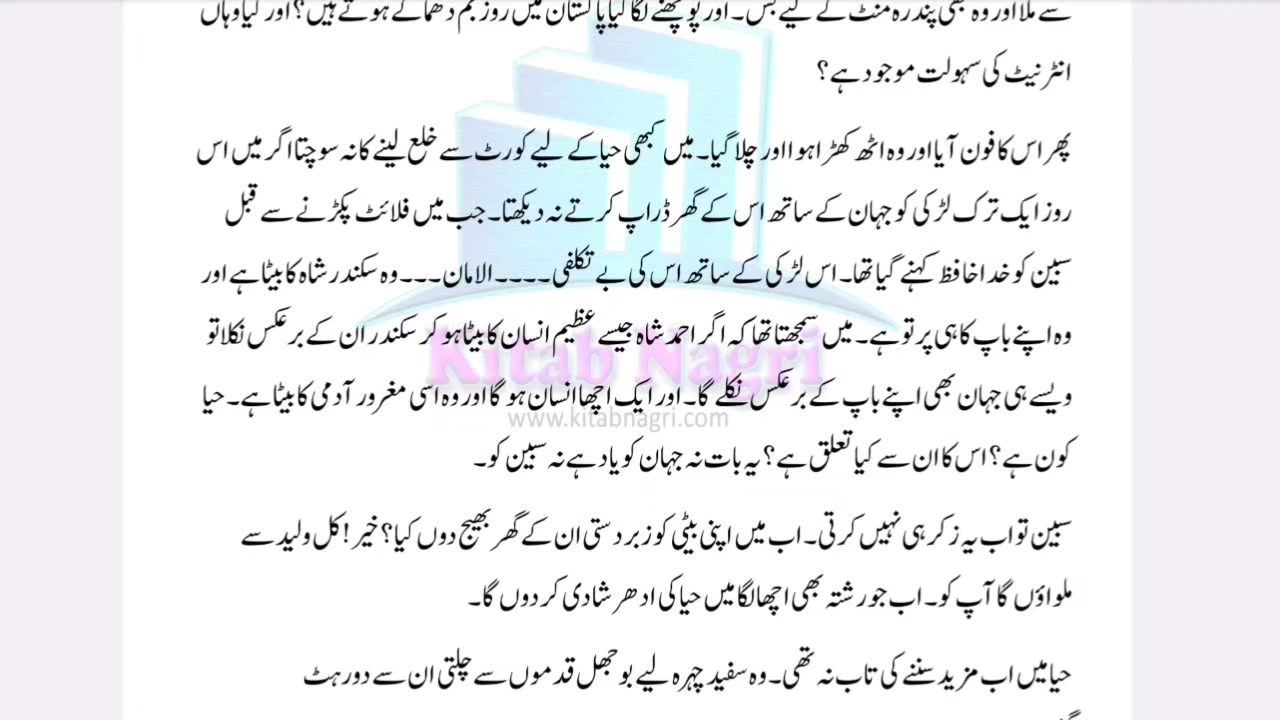 سے ملا اور وہ بھی پندرہ منٹ کے لیے بس۔ اور پوچھنے لگا کیا پاکستان میں روز بم دھماکے ہوتے ہیں؟ اور کیا وہاں
انٹرنیٹ کی سہولت موجود ہے؟
پھر اس کا فون آیا اور وہ اٹھ کھڑا ہوا اور چلا گیا۔ میں کبھی حیا کے لیے کورٹ سے خلع لینے کا نہ سوچتا اگر میں اس
روز ایک ترک لڑکی کو جہان کے ساتھ اس کے گھر ڈراپ کرتے نہ دیکھتا۔ جب میں فلائٹ پکڑنے سے قبل
سبین کو خدا حافظ کہنے گیا تھا۔ اس لڑکی کے ساتھ اس کی بے تکلفی۔۔۔۔ الامان۔۔۔ وہ سکندر شاہ کا بیٹا ہے اور
وہ اپنے باپ کا ہی پر تو ہے۔ میں سمجھتا تھا کہ اگر احمد شاہ جیسے عظیم انسان کا بیٹا ہو کر سکندر ان کے برعکس نکلا تو
Kitab Nagri
ویسے ہی جہان بھی اپنے باپ کے برعکس نکلے گا۔ اور ایک اچھا انسان ہو گا اور وہ اسی مغرور آدمی کا بیٹا ہے۔ حیا
www.kitabnagri.com
کون ہے؟ اس کا ان سے کیا تعلق ہے؟ یہ بات نہ جہان کو یاد ہے نہ سبین کو۔
سبین تو اب یہ زکر ہی نہیں کرتی۔ اب میں اپنی بیٹی کو زبردستی ان کے گھر بھیج دوں کیا؟ خیر! کل ولید سے
ملواؤں گا آپ کو۔ اب جو رشتہ بھی اچھا لگا میں حیا کی ادھر شادی کر دوں گا۔
حیا میں اب مزید سننے کی تاب نہ تھی۔ وہ سفید چہرہ لیے بوجھل قدموں سے چلتی ان سے دور ہٹ